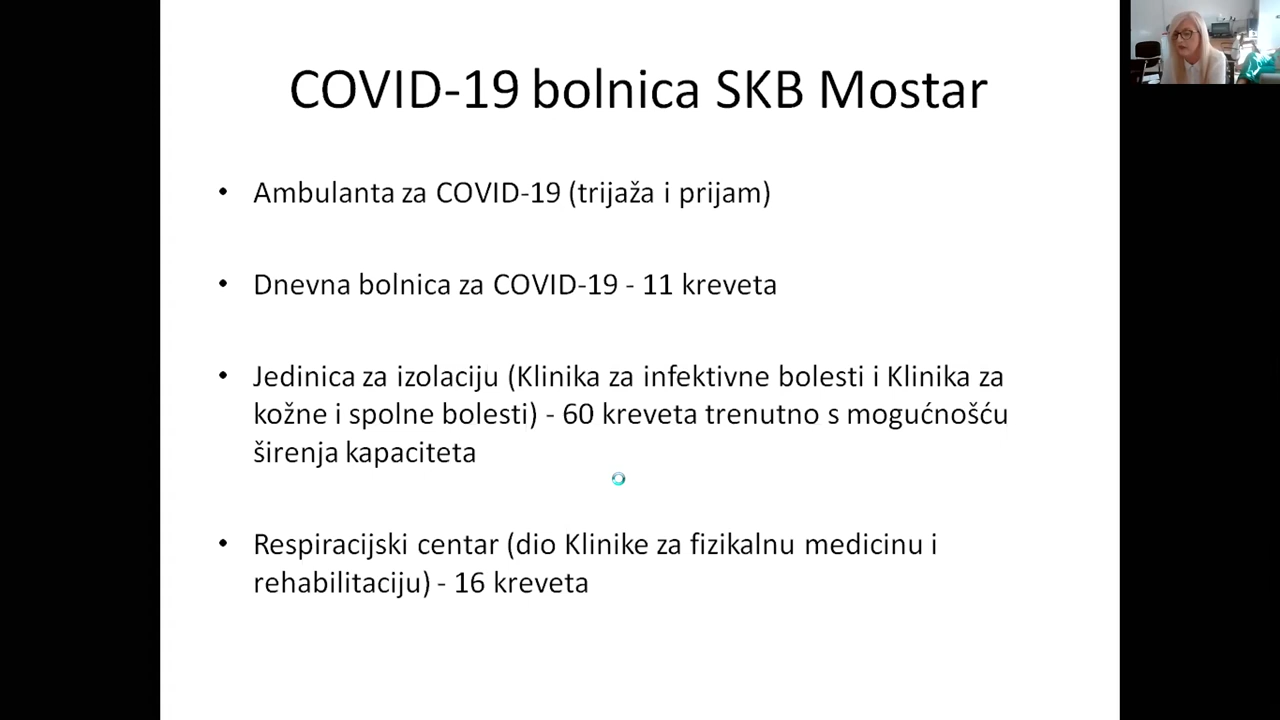 COVID-19 bolnica SKB Mostar
• Ambulanta za COVID-19 (trijaža i prijam)
• Dnevna bolnica za COVID-19 - 11 kreveta
• Jedinica za izolaciju (Klinika za infektivne bolesti i Klinika za
kožne i spolne bolesti) - 60 kreveta trenutno s mogućnošću
širenja kapaciteta
• Respiracijski centar (dio Klinike za fizikalnu medicinu i
rehabilitaciju) - 16 kreveta